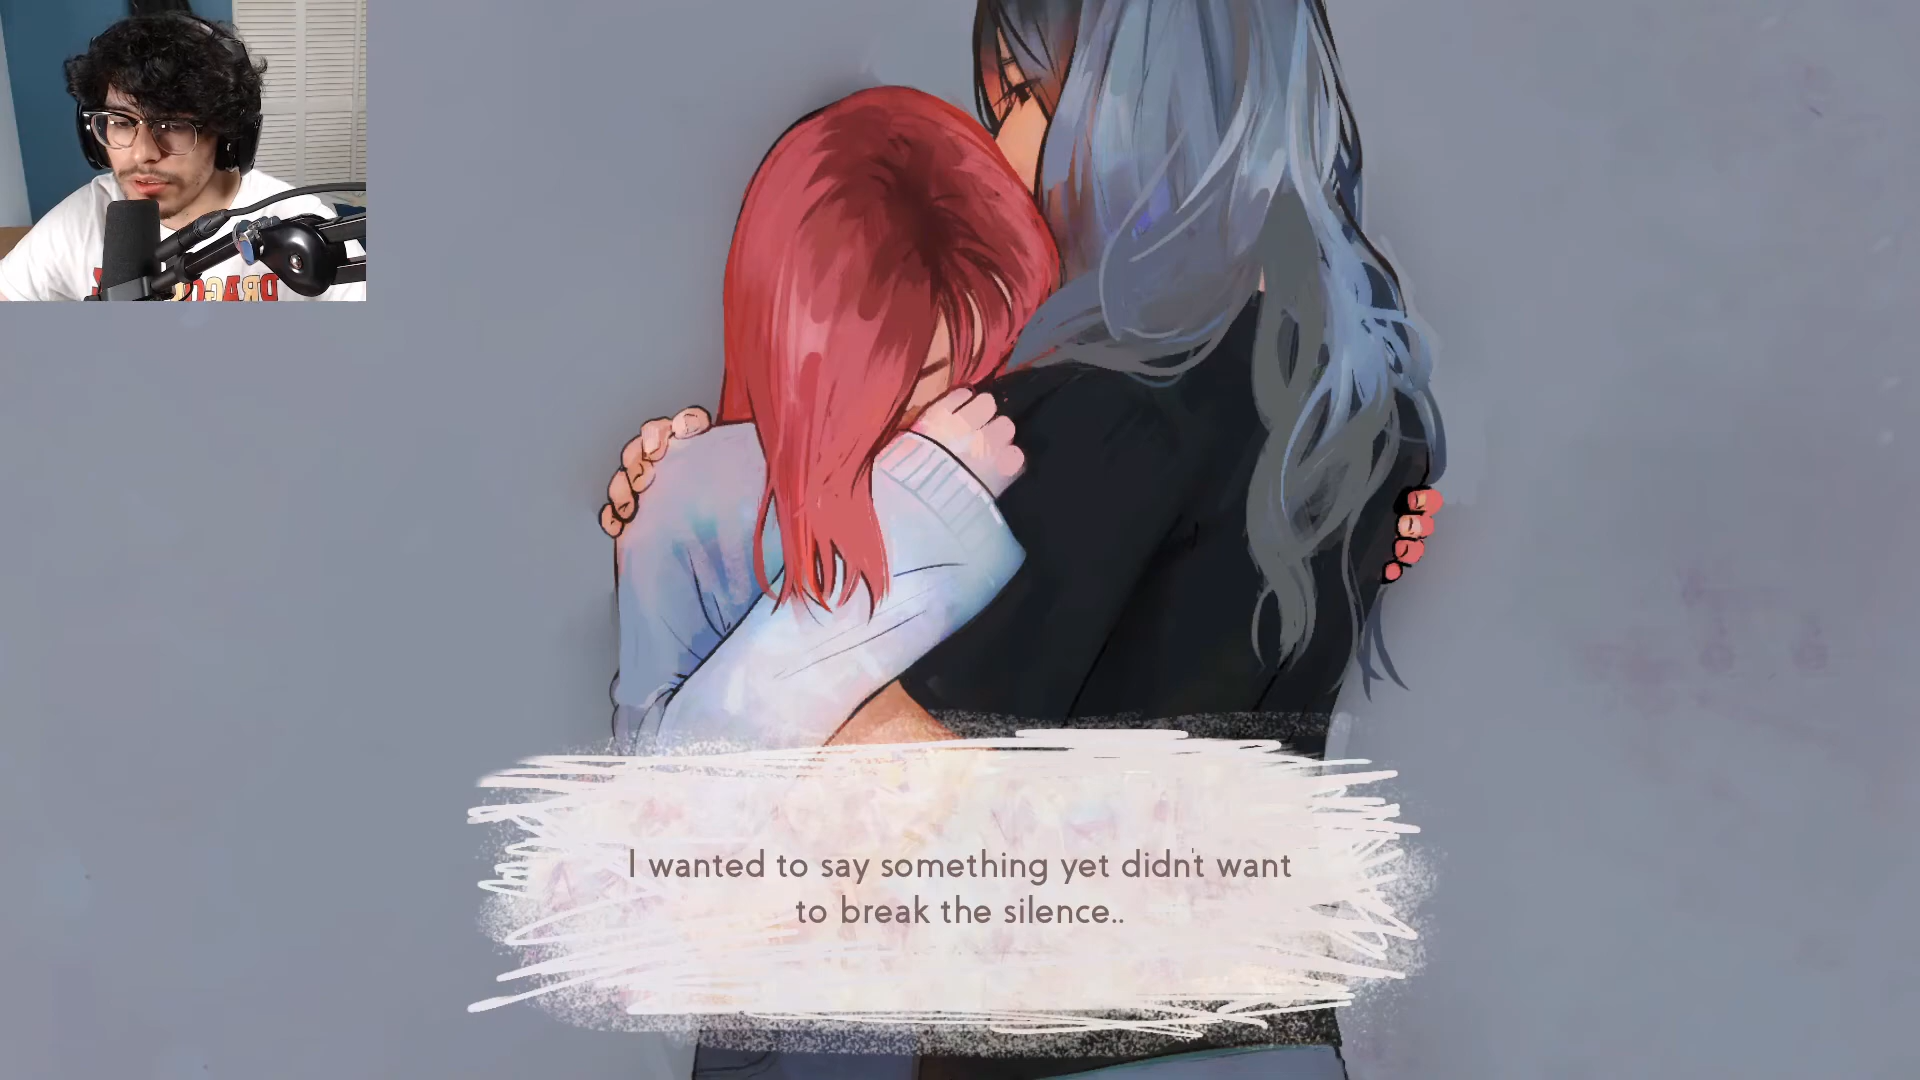 I wanted to say something yet didn't want
to break the silence..